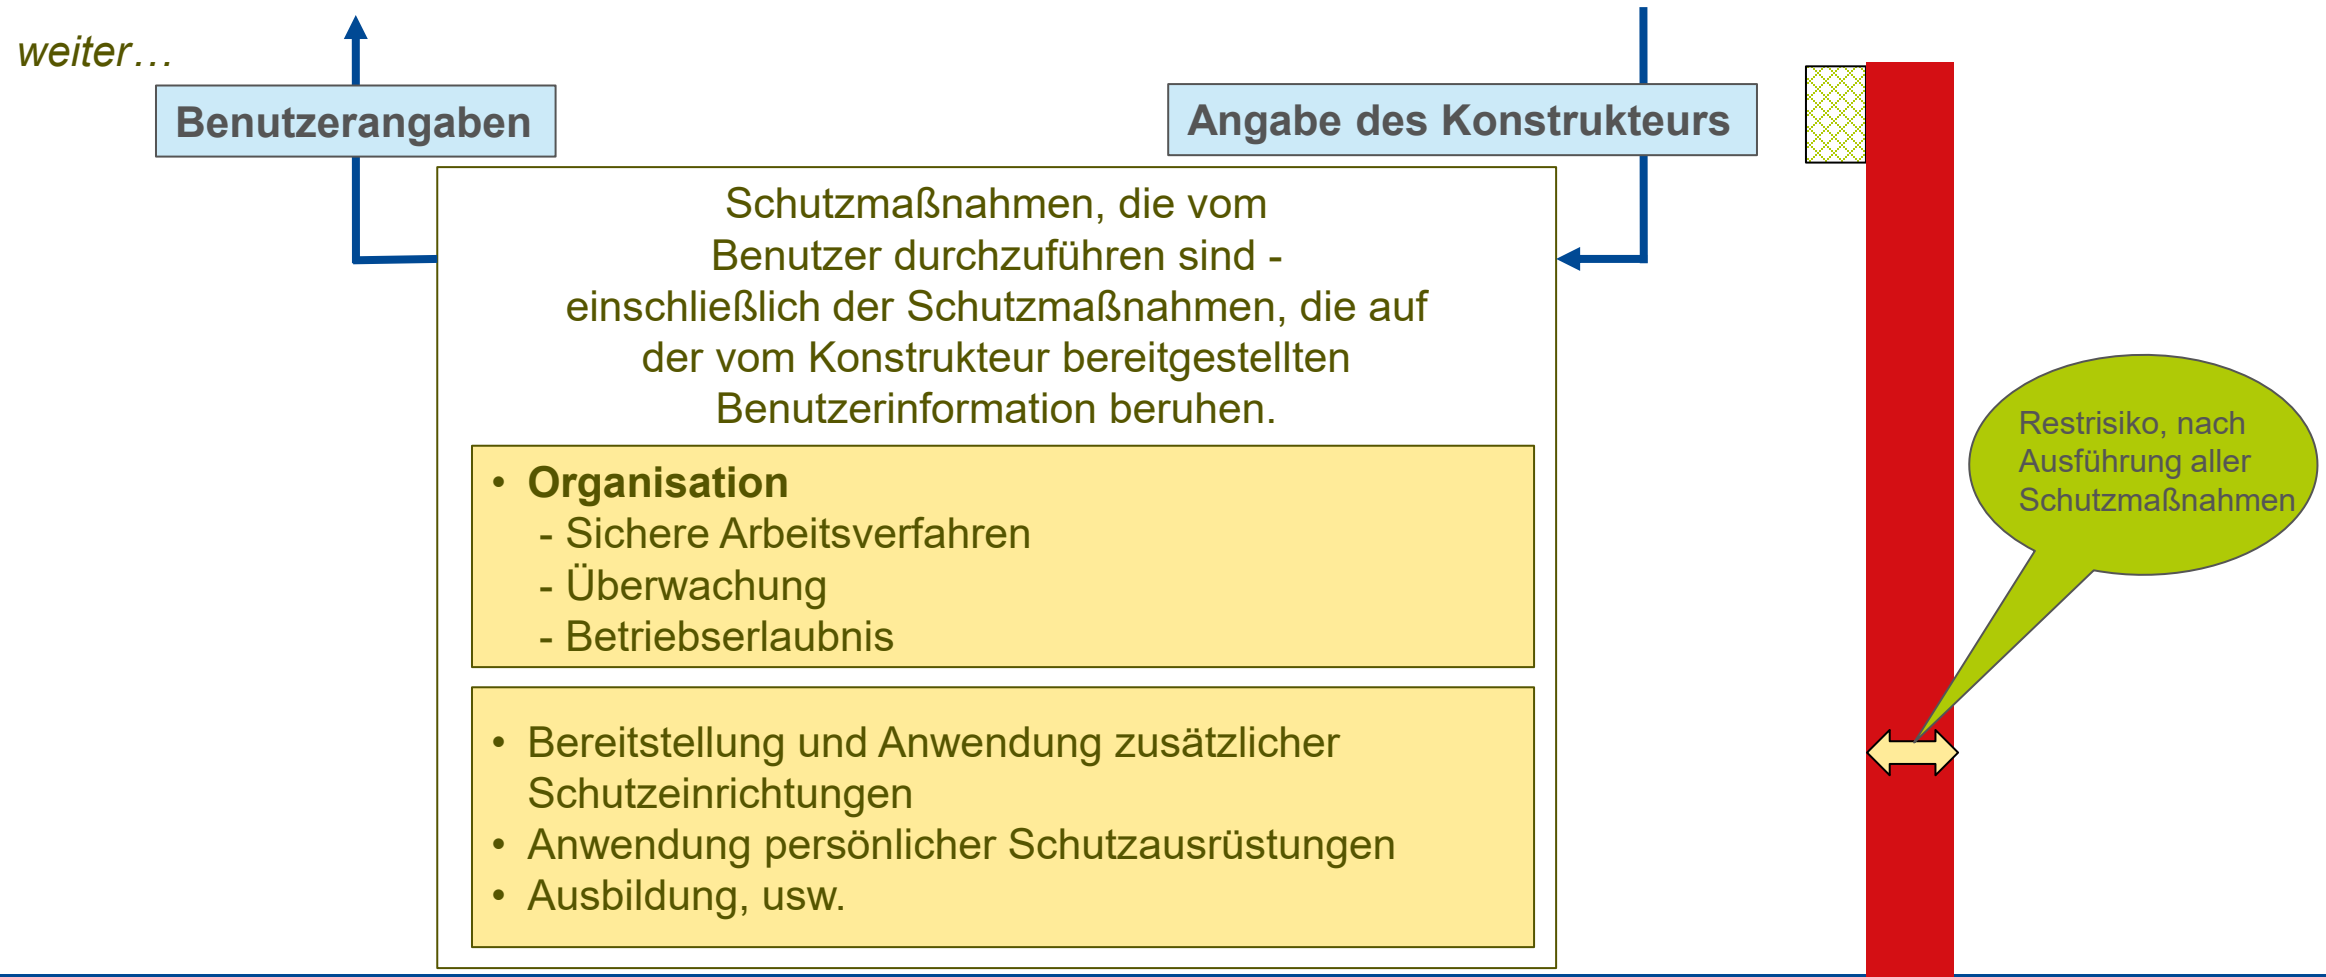 weiter…
Benutzerangaben
Angabe des Konstrukteurs
Schutzmaßnahmen, die vom
Benutzer durchzuführen sind -
einschließlich der Schutzmaßnahmen, die auf
der vom Konstrukteur bereitgestellten
Benutzerinformation beruhen.
• Organisation
- Sichere Arbeitsverfahren
- Überwachung
- Betriebserlaubnis
• Bereitstellung und Anwendung zusätzlicher
Schutzeinrichtungen
• Anwendung persönlicher Schutzausrüstungen
• Ausbildung, usw.
Restrisiko, nach
Ausführung aller
Schutzmaßnahmen